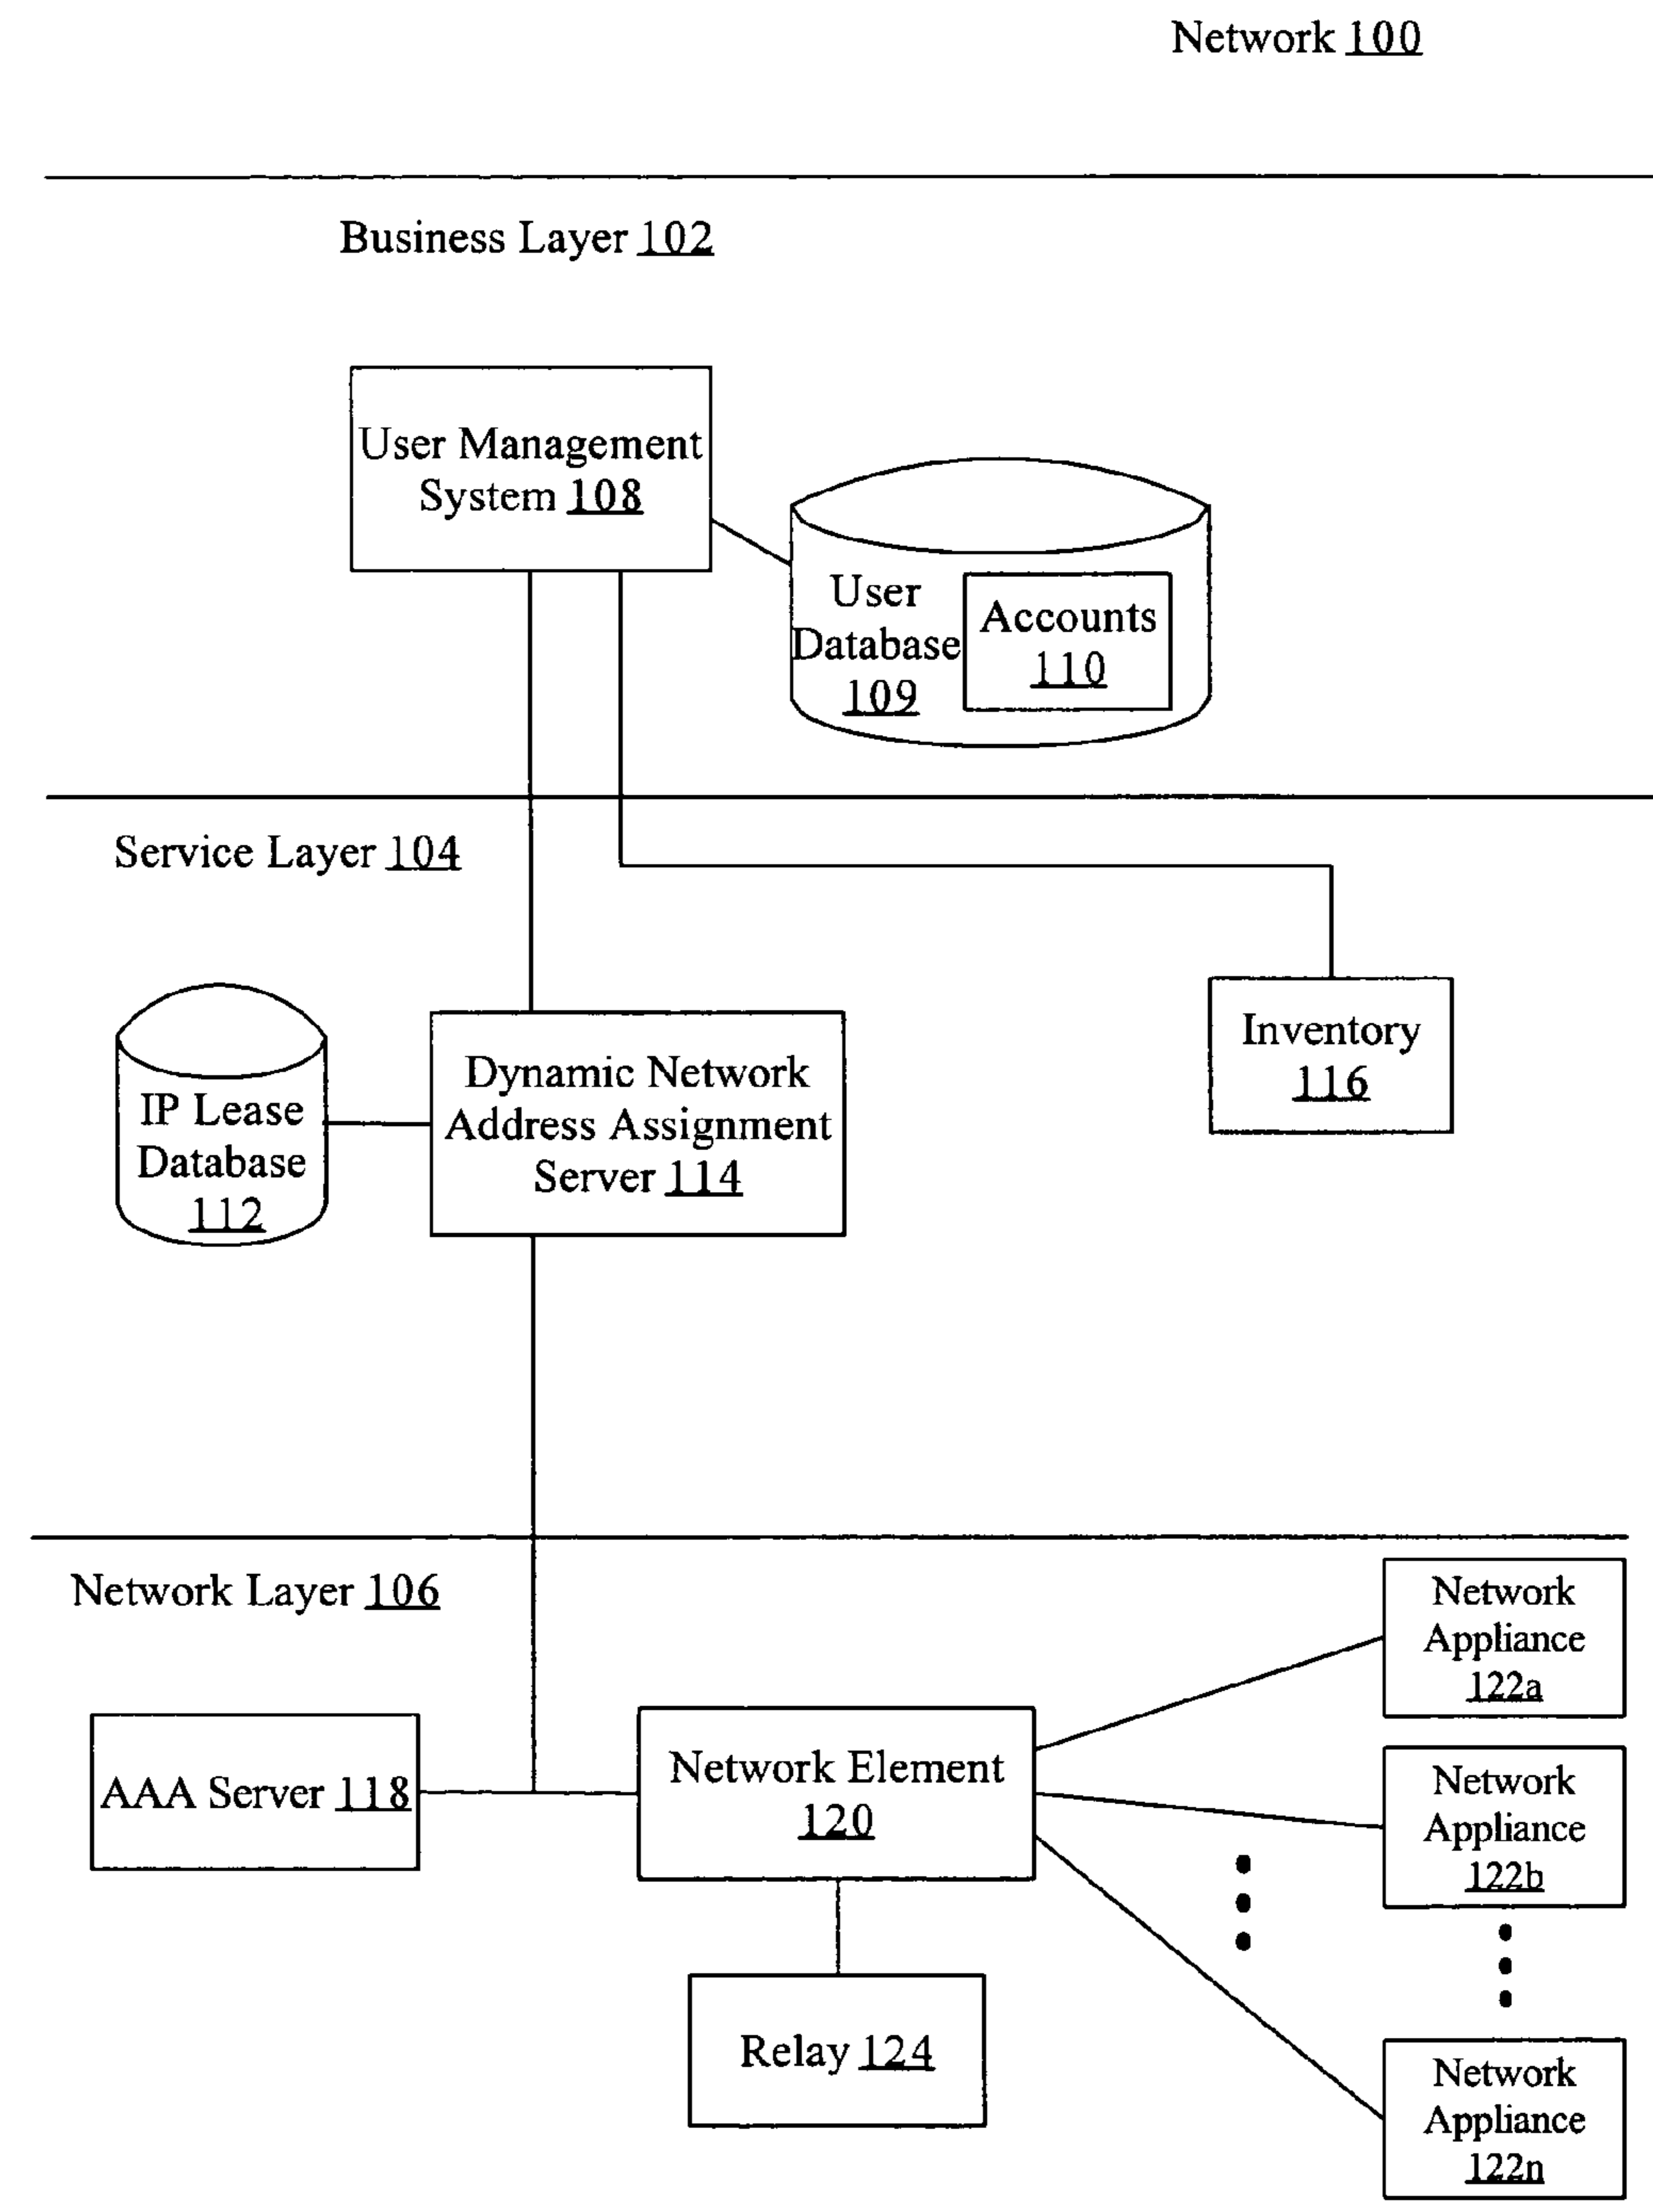 Network 100
Business Layer 102
User Management
System 108
User
Database
109
Accounts
110
Service Layer 104
IP Lease
Database
112
Dynamic Network
Address Assignment
Server 114
Inventory
116
Network Layer 106
AAA Server 118
Network Element
120
Relay 124
Network
Appliance
122a
Network
Appliance
122b
Network
Appliance
122n